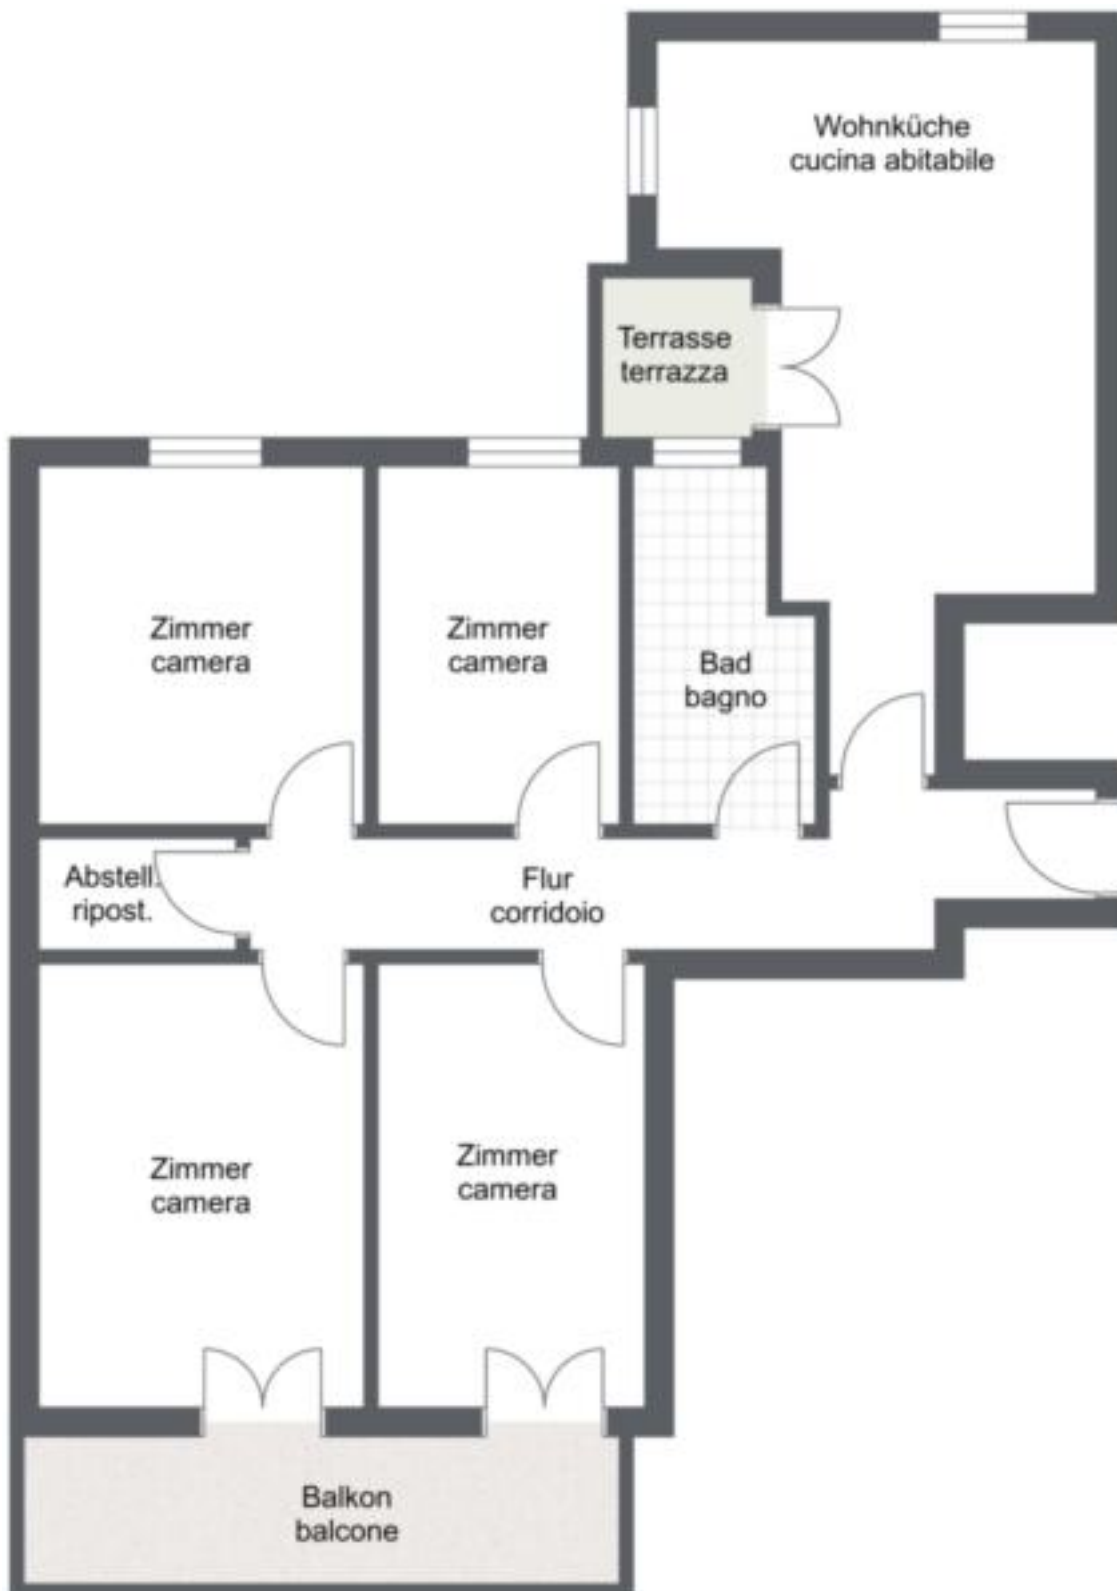 Wohnküche
cucina abitabile
Terrasse
terrazza
Zimmer
camera
Zimmer
camera
Bad
bagno
Abstell.
ripost.
Flur
corridoio
Zimmer
camera
Zimmer
camera
Balkon
balcone